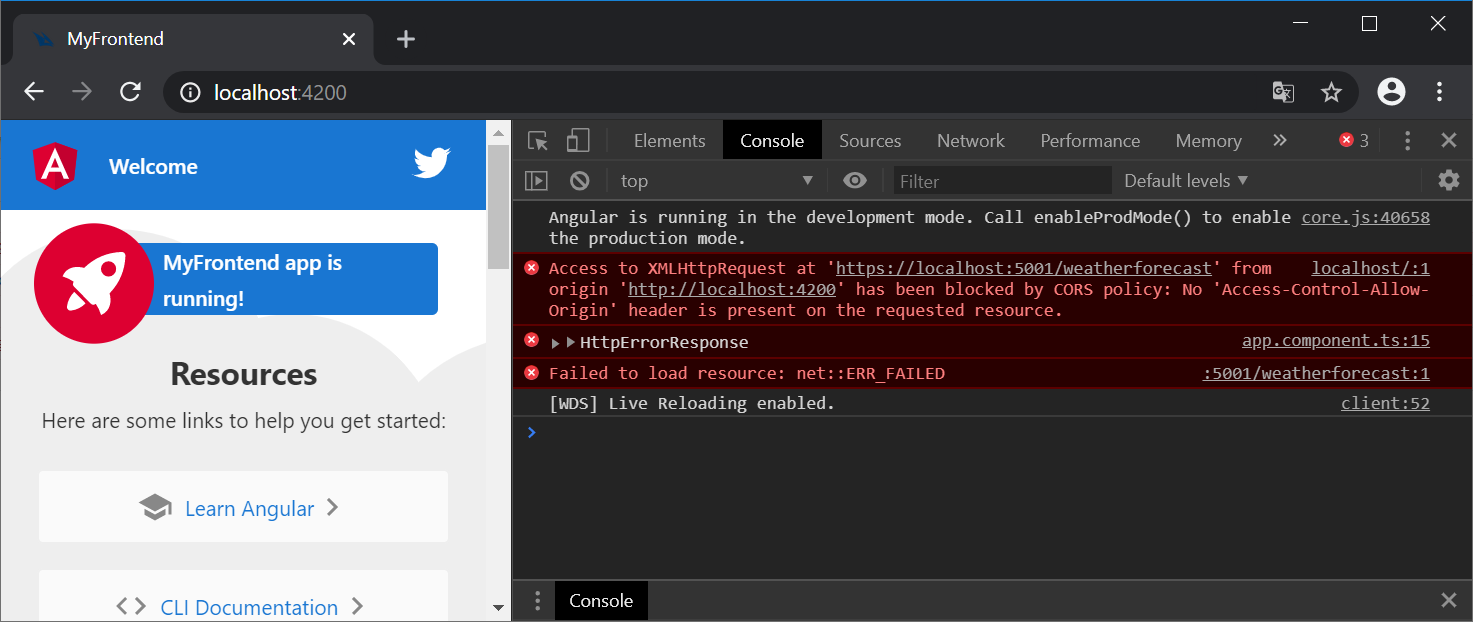 MyFrontend
localhost:4200
Welcome
MyFrontend app is
running!
Resources
Here are some links to help you get started:
Learn Angular
CLI Documentation
Elements Console Sources Network Performance Memory 3
top Filter Default levels
Angular is running in the development mode. Call enableProdMode() to enable core.js:40658
the production mode.
Access to XMLHttpRequest at 'https://localhost:5001/weatherforecast' from localhost/:1
origin 'http://localhost:4200' has been blocked by CORS policy: No 'Access-Control-Allow-
Origin' header is present on the requested resource.
HttpErrorResponse app.component.ts:15
Failed to load resource: net::ERR_FAILED :5001/weatherforecast:1
[WDS] Live Reloading enabled. client:52
Console